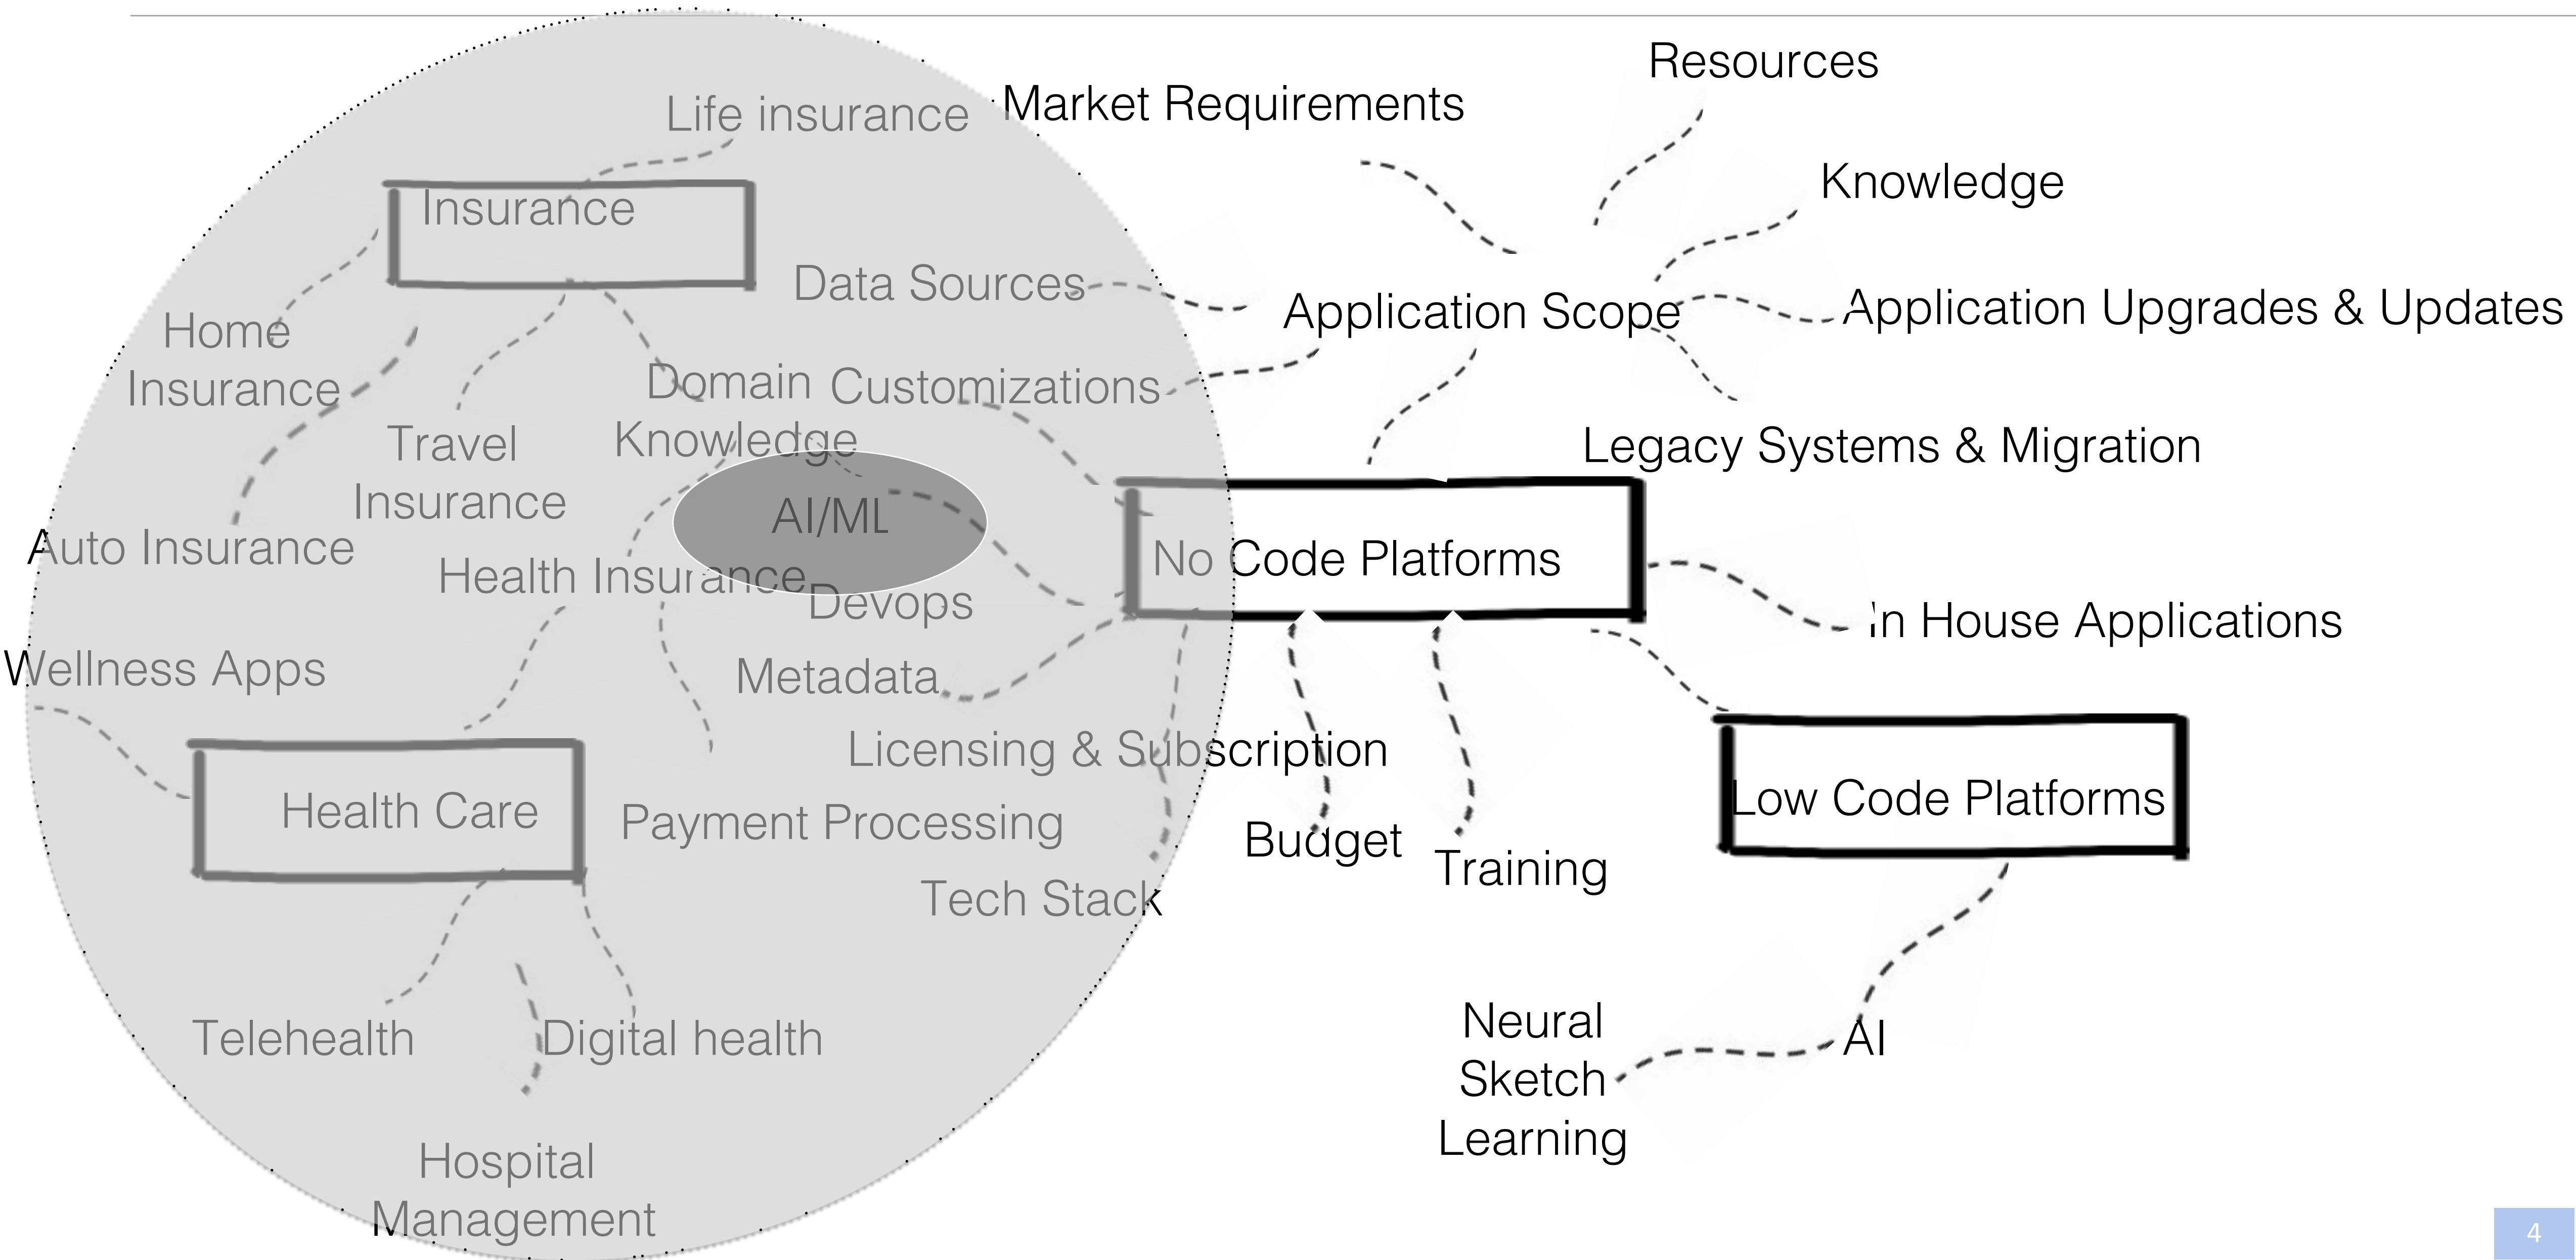 Resources
Market Requirements
Life insurance
Knowledge
Insurance
Data Sources
Application Scope
Application Upgrades & Updates
Home
Insurance
Domain
Knowledge
Customizations
Travel
Insurance
Legacy Systems & Migration
AI/ML
Auto Insurance
No Code Platforms
Health Insurance
Devops
In House Applications
Wellness Apps
Metadata
Licensing & Subscription
Low Code Platforms
Health Care
Payment Processing
Budget
Training
Tech Stack
Telehealth
Digital health
Neural
Sketch
Learning
AI
Hospital
Management
4